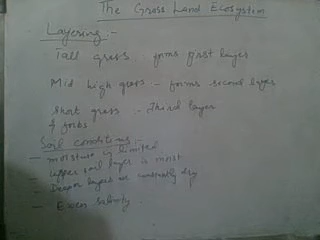 The Grass Land Ecosystem
Layering :-
Tall grass forms first layer
Mid high grass - forms second layer
Short grass - Third layer
& forbs
Soil conditions :-
- moisture is limited
upper soil layer is moist
- Deeper layers are constantly dry
- Excess salinity.